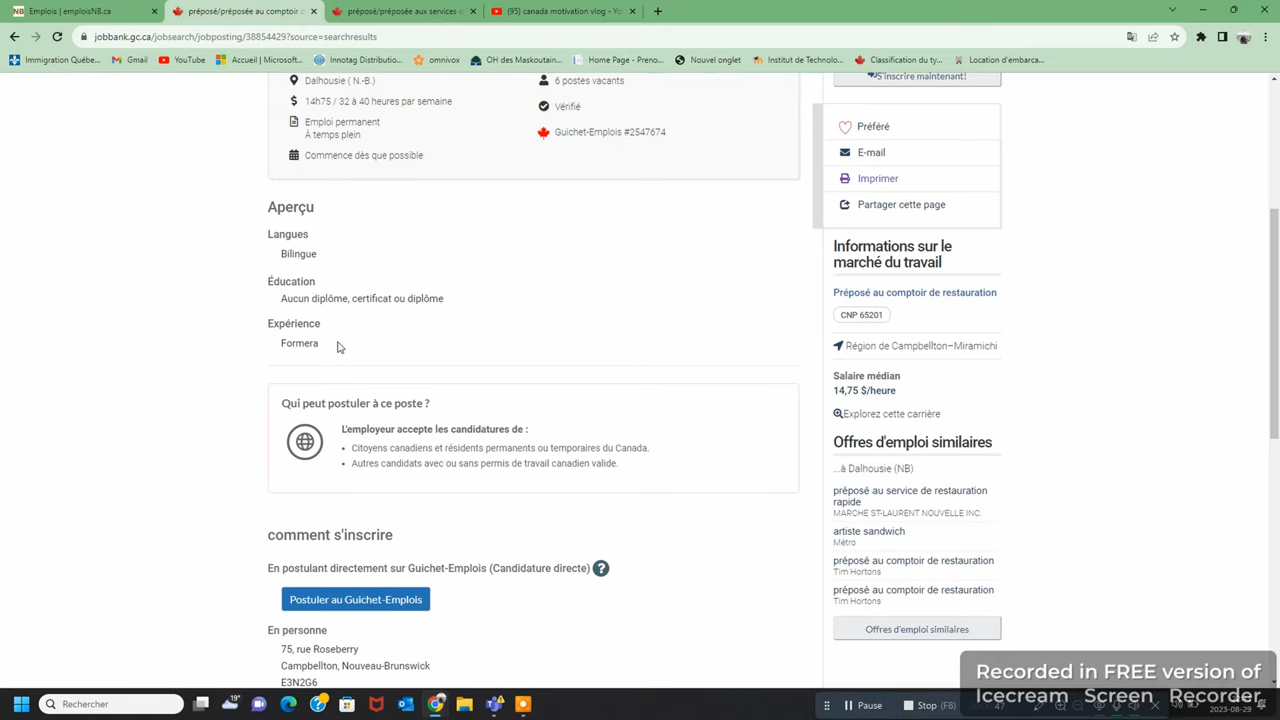 Emplois | emploisNB.ca
préposé/préposée au comptoir d
préposé/préposée aux services d
(95) canada motivation vlog - Yo
jobbank.gc.ca/jobsearch/jobposting/38854429?source=searchresults
Immigration Québe...
Gmail
YouTube
Accueil | Microsoft...
Innotag Distributio...
omnivox
OH des Maskoutain...
Home Page - Preno...
Nouvel onglet
Institut de Technolo...
Classification du ty...
Location d'embarca...
Dalhousie ( N.-B.)
6 postes vacants
14h75 / 32 à 40 heures par semaine
Vérifié
Emploi permanent
À temps plein
Guichet-Emplois #2547674
Commence dès que possible
Aperçu
Langues
Bilingue
Éducation
Aucun diplôme, certificat ou diplôme
Expérience
Formera
Qui peut postuler à ce poste ?
L'employeur accepte les candidatures de :
• Citoyens canadiens et résidents permanents ou temporaires du Canada.
• Autres candidats avec ou sans permis de travail canadien valide.
comment s'inscrire
En postulant directement sur Guichet-Emplois (Candidature directe) ?
Postuler au Guichet-Emplois
En personne
75, rue Roseberry
Campbellton, Nouveau-Brunswick
E3N2G6
S'inscrire maintenant!
Préféré
E-mail
Imprimer
Partager cette page
Informations sur le
marché du travail
Préposé au comptoir de restauration
CNP 65201
Région de Campbellton–Miramichi
Salaire médian
14,75 $/heure
Explorez cette carrière
Offres d'emploi similaires
...à Dalhousie (NB)
préposé au service de restauration
rapide
MARCHE ST-LAURENT NOUVELLE INC.
artiste sandwich
Métro
préposé au comptoir de restauration
Tim Hortons
préposé au comptoir de restauration
Tim Hortons
Offres d'emploi similaires
Recorded in FREE version of
Icecream Screen Recorder
Rechercher
19°
Pause
Stop (F8)
2023-08-29